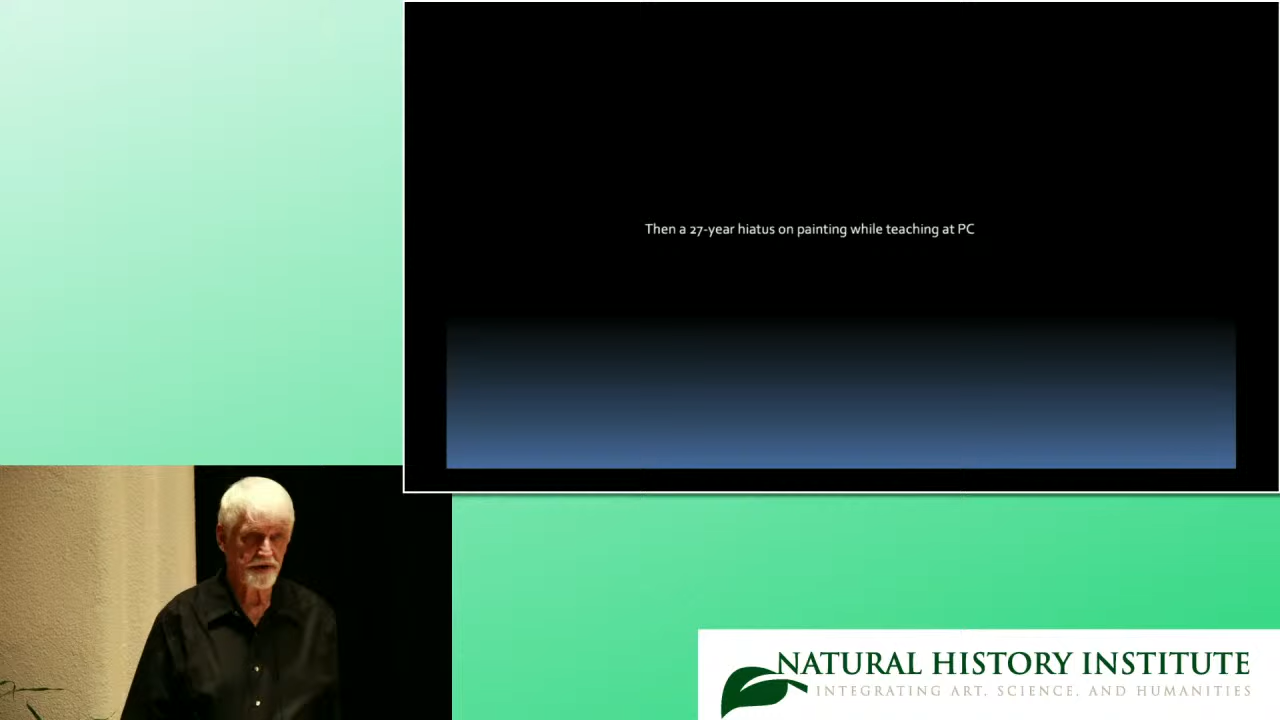 Then a 27-year hiatus on painting while teaching at PC
NATURAL HISTORY INSTITUTE
INTEGRATING ART, SCIENCE, AND HUMANITIES